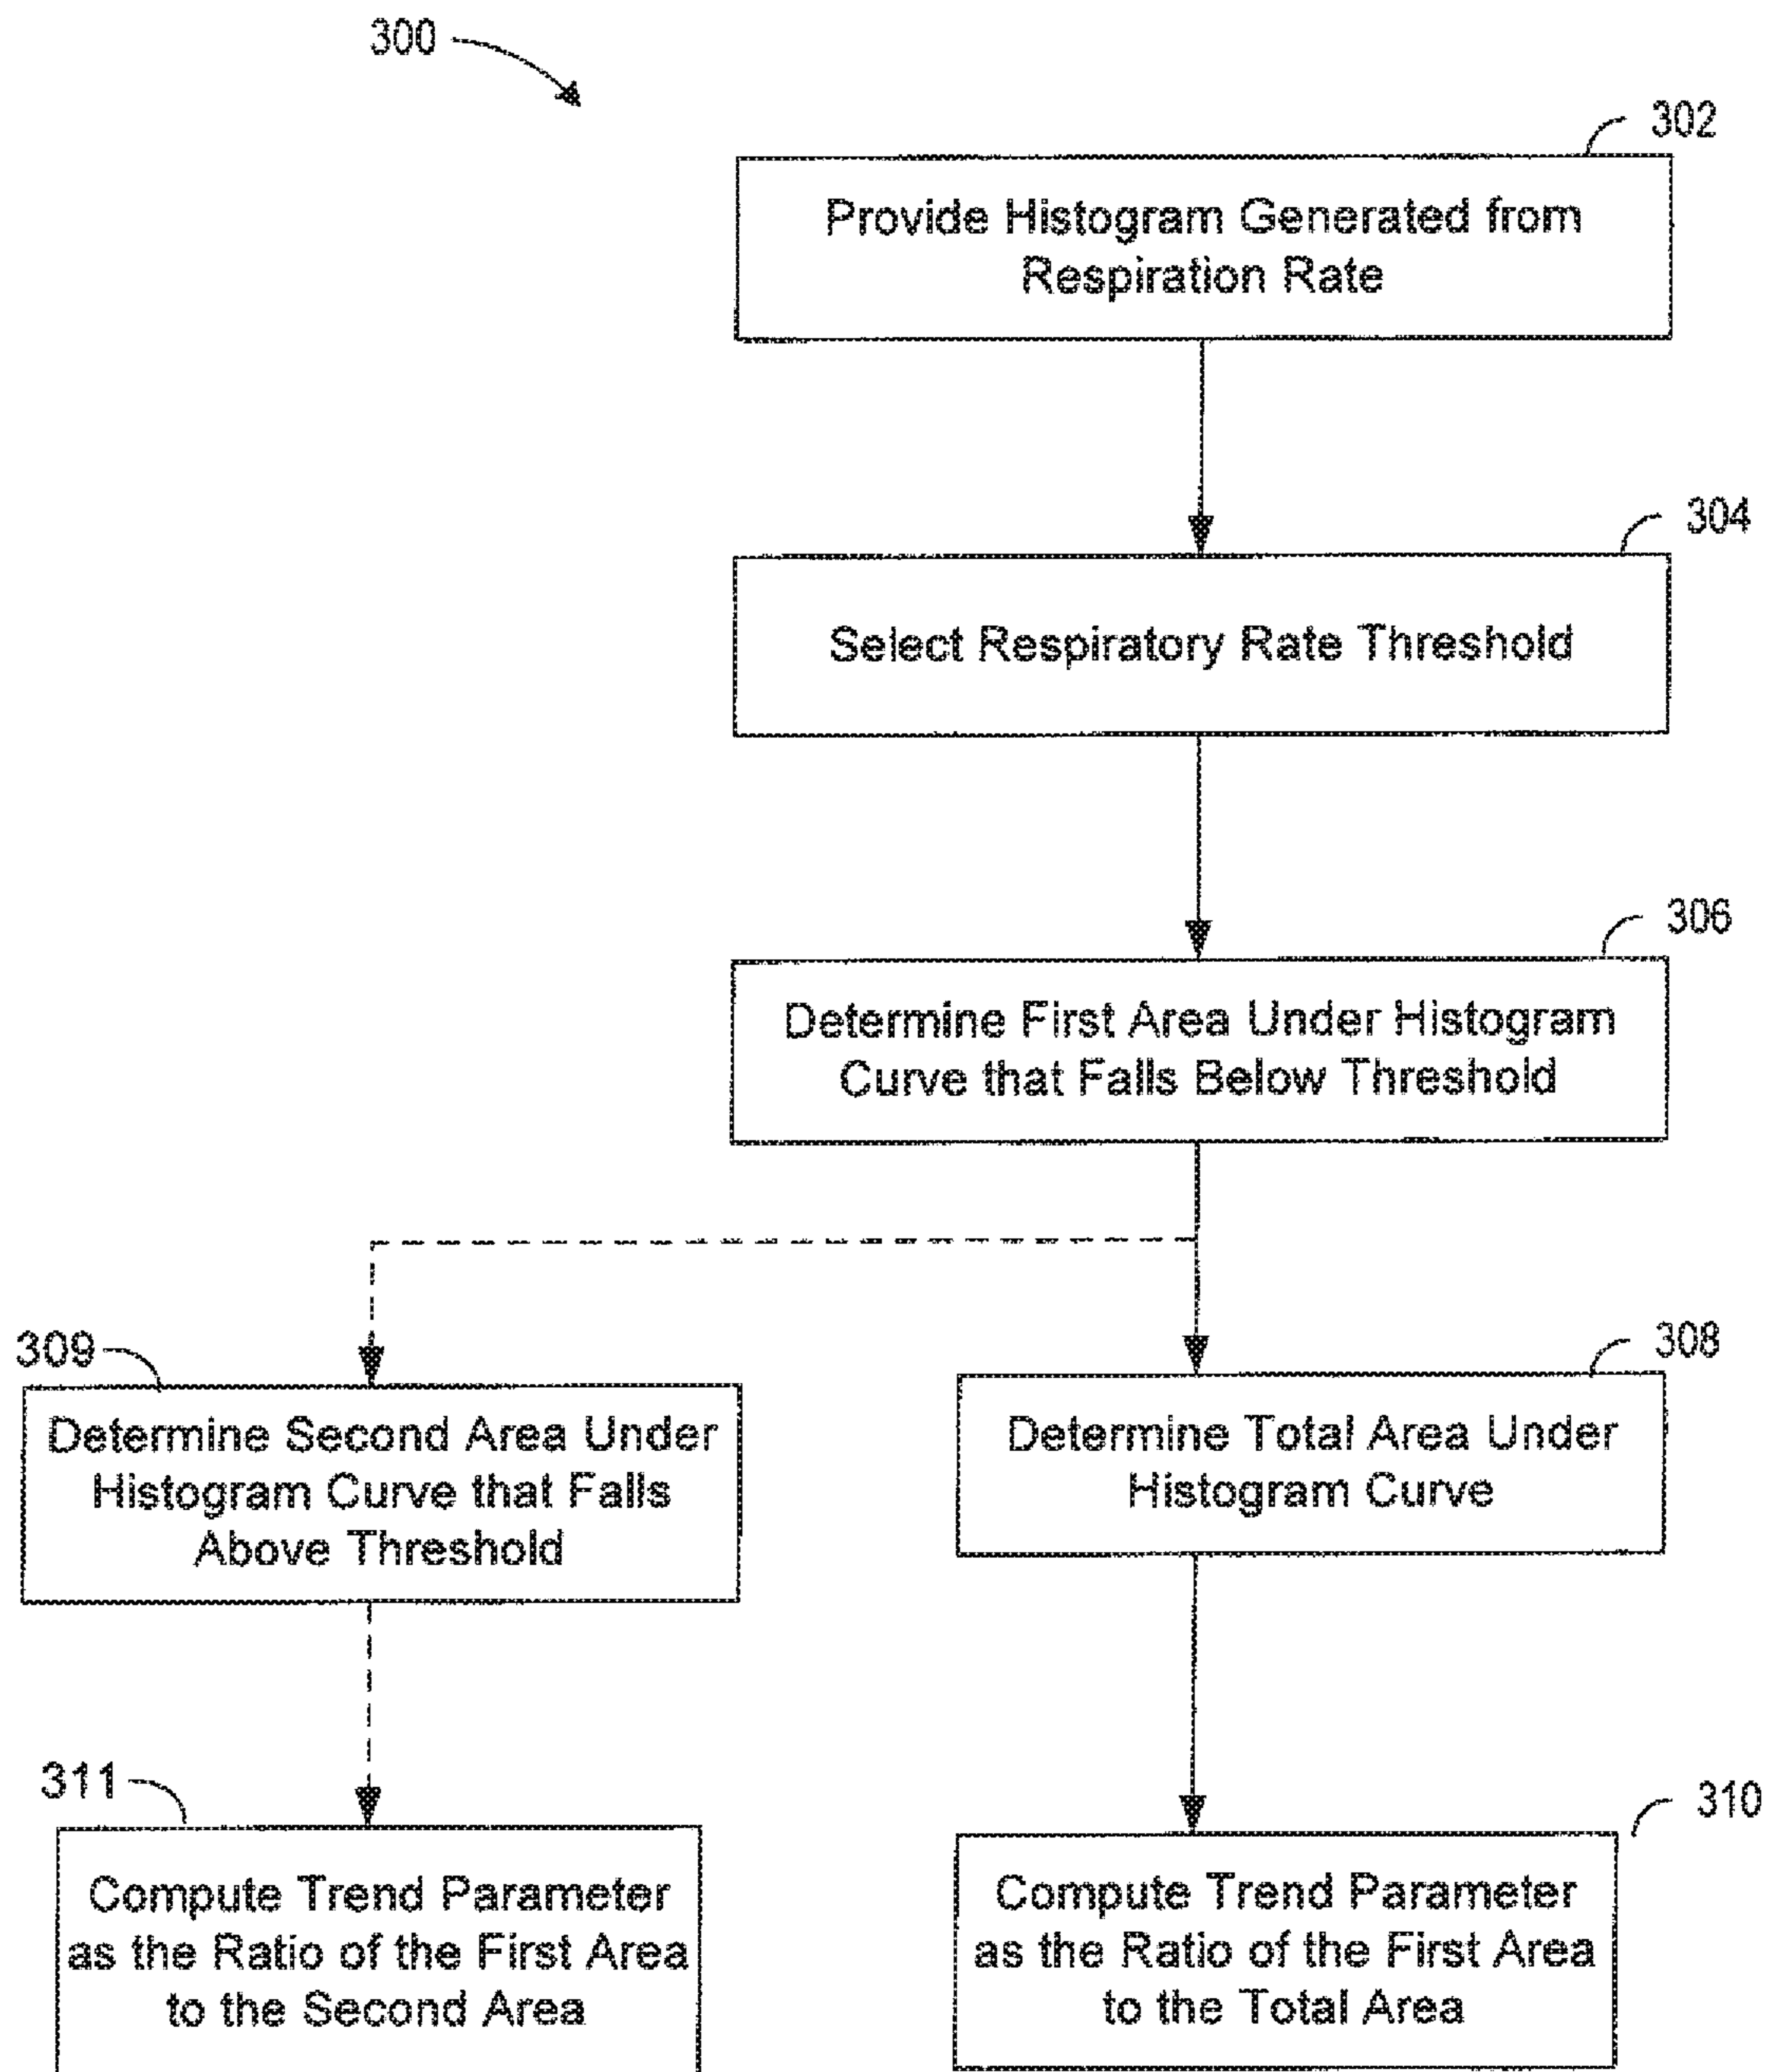 300
302
Provide Histogram Generated from
Respiration Rate
304
Select Respiratory Rate Threshold
306
Determine First Area Under Histogram
Curve that Falls Below Threshold
309
Determine Second Area Under
Histogram Curve that Falls
Above Threshold
308
Determine Total Area Under
Histogram Curve
311
Compute Trend Parameter
as the Ratio of the First Area
to the Second Area
310
Compute Trend Parameter
as the Ratio of the First Area
to the Total Area